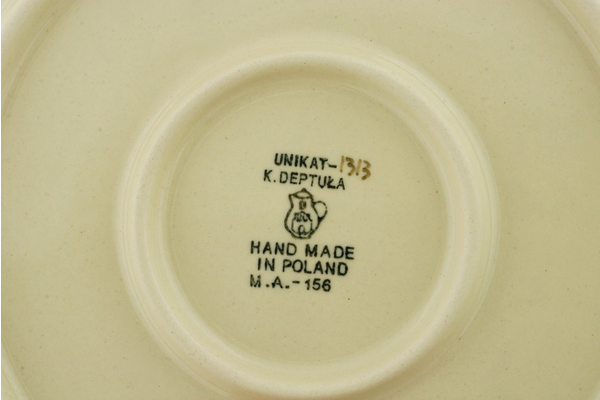 UNIKAT-1313
K. DEPTUŁA
HAND MADE
IN POLAND
M.A.-156